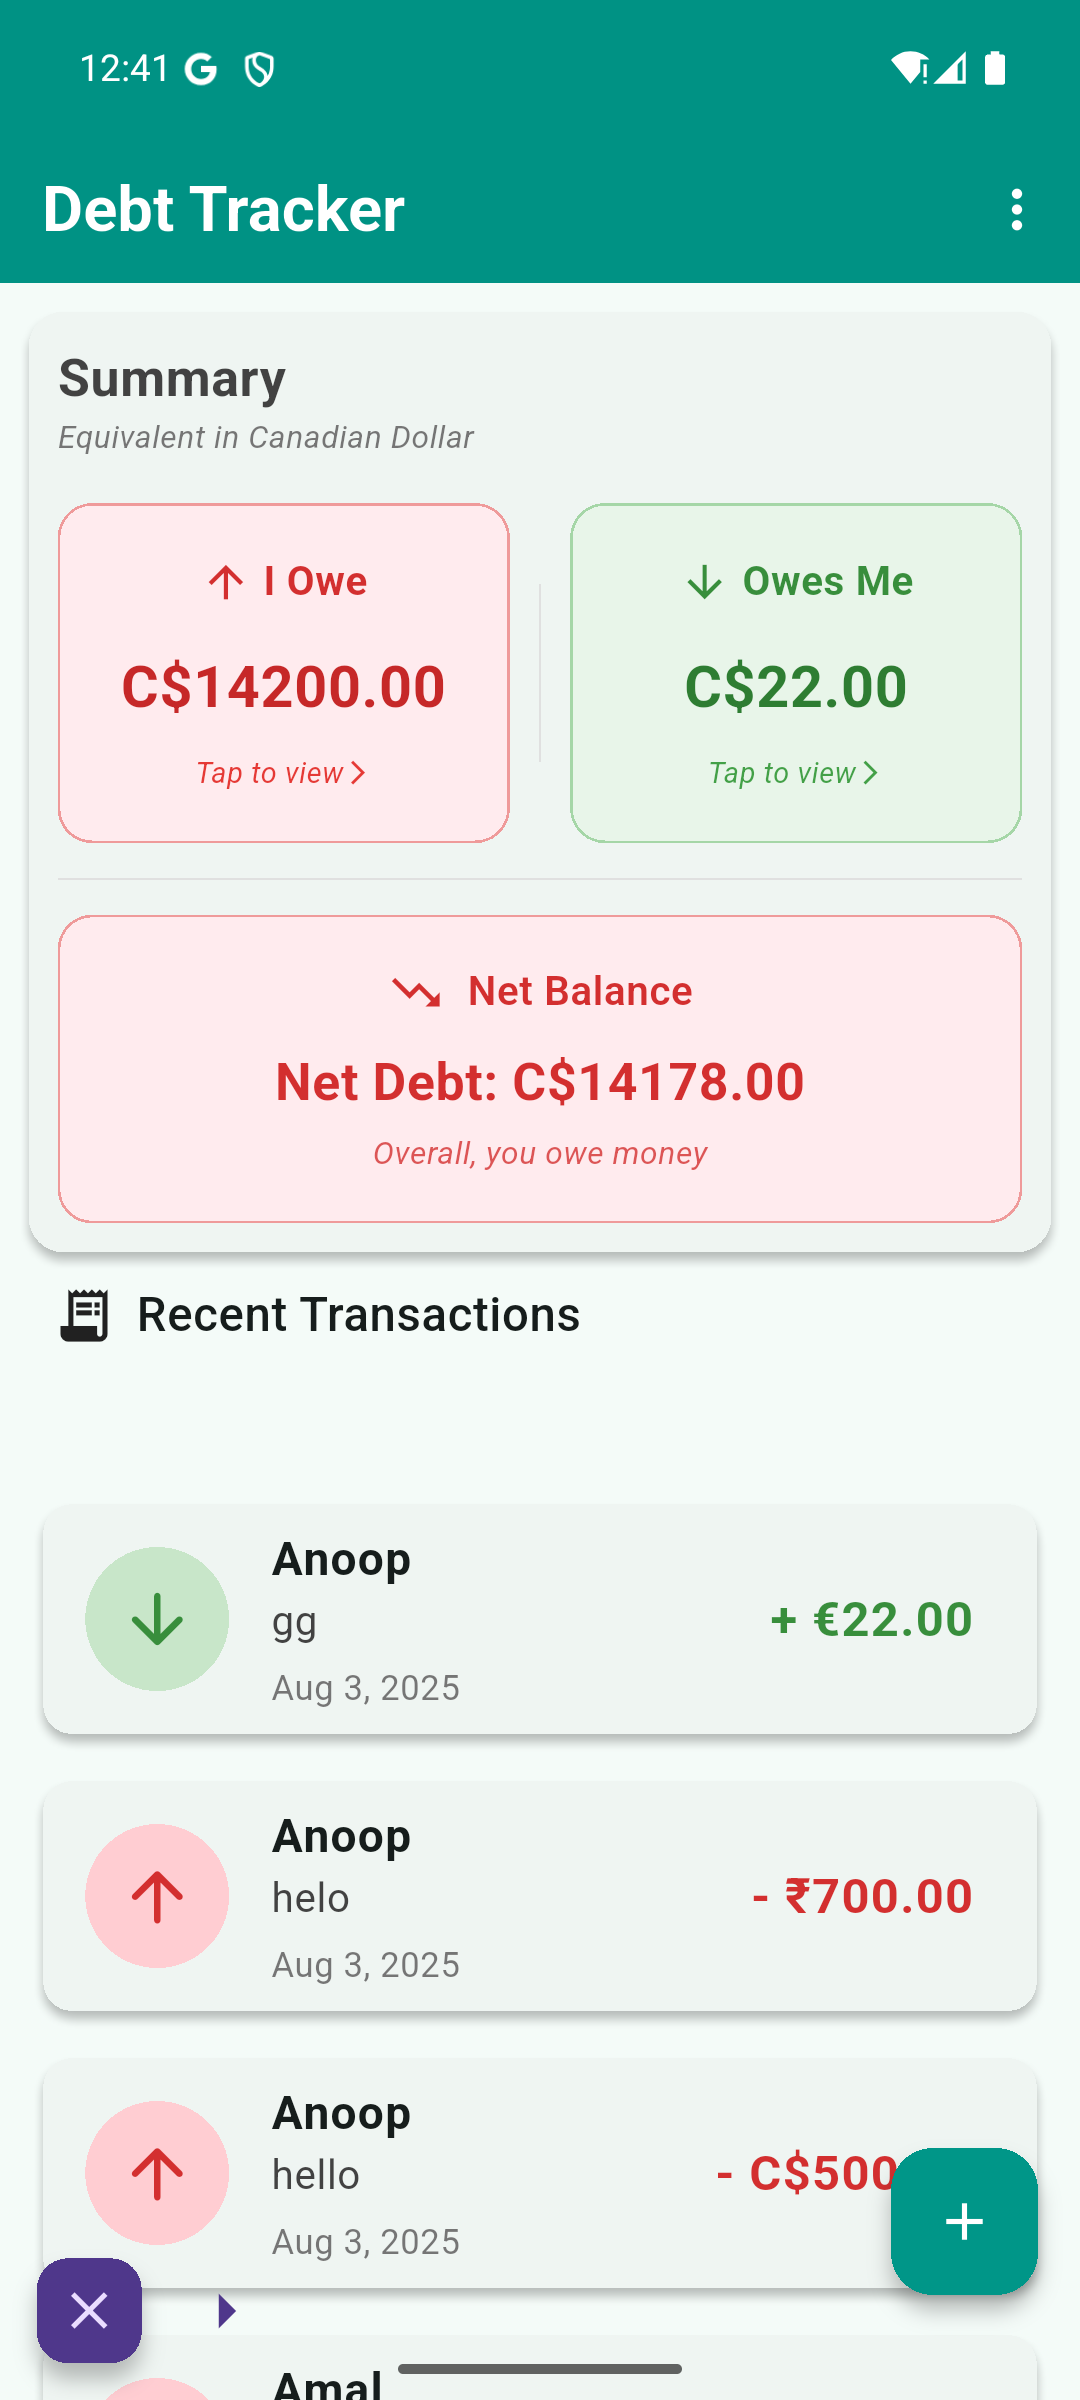 12:41
Debt Tracker
Summary
Equivalent in Canadian Dollar
I Owe
C$14200.00
Tap to view
Owes Me
C$22.00
Tap to view
Net Balance
Net Debt: C$14178.00
Overall, you owe money
Recent Transactions
Anoop
gg
Aug 3, 2025
+ €22.00
Anoop
helo
Aug 3, 2025
- ₹700.00
Anoop
hello
Aug 3, 2025
- C$500
Amal